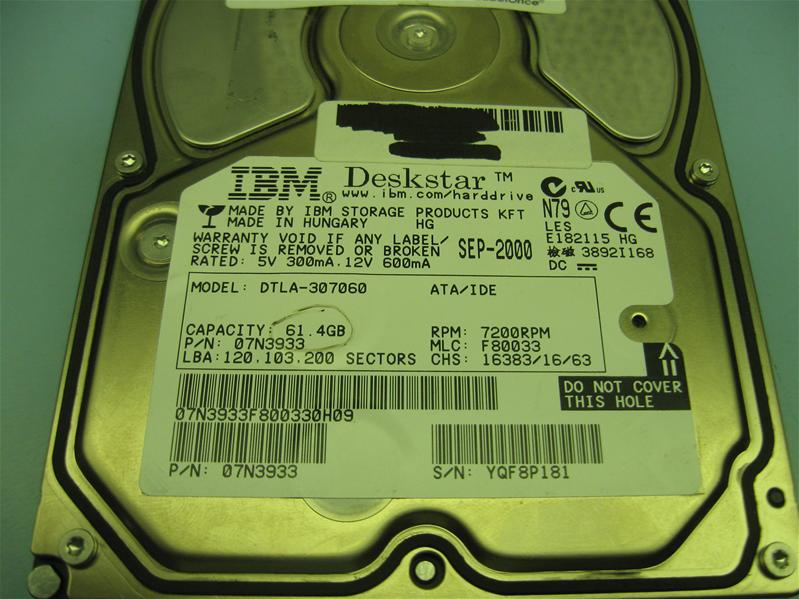 IBM® Deskstar™
www.ibm.com/harddrive
MADE BY IBM STORAGE PRODUCTS KFT
MADE IN HUNGARY HG
WARRANTY VOID IF ANY LABEL/
SCREW IS REMOVED OR BROKEN
RATED: 5V 300mA.12V 600mA
SEP-2000
N79
LES
E182115 HG
檢磁 3892I168
DC
MODEL: DTLA-307060 ATA/IDE
CAPACITY: 61.4GB RPM: 7200RPM
P/N: 07N3933 MLC: F80033
LBA:120.103.200 SECTORS CHS: 16383/16/63
DO NOT COVER
THIS HOLE
07N3933F800330H09
P/N: 07N3933 S/N: YQF8P181